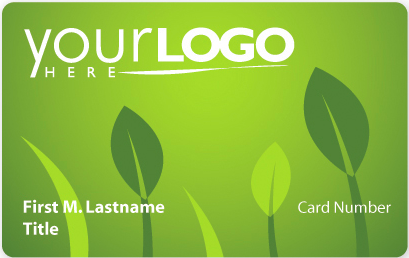 yourLOGO
HERE
First M. Lastname
Title
Card Number